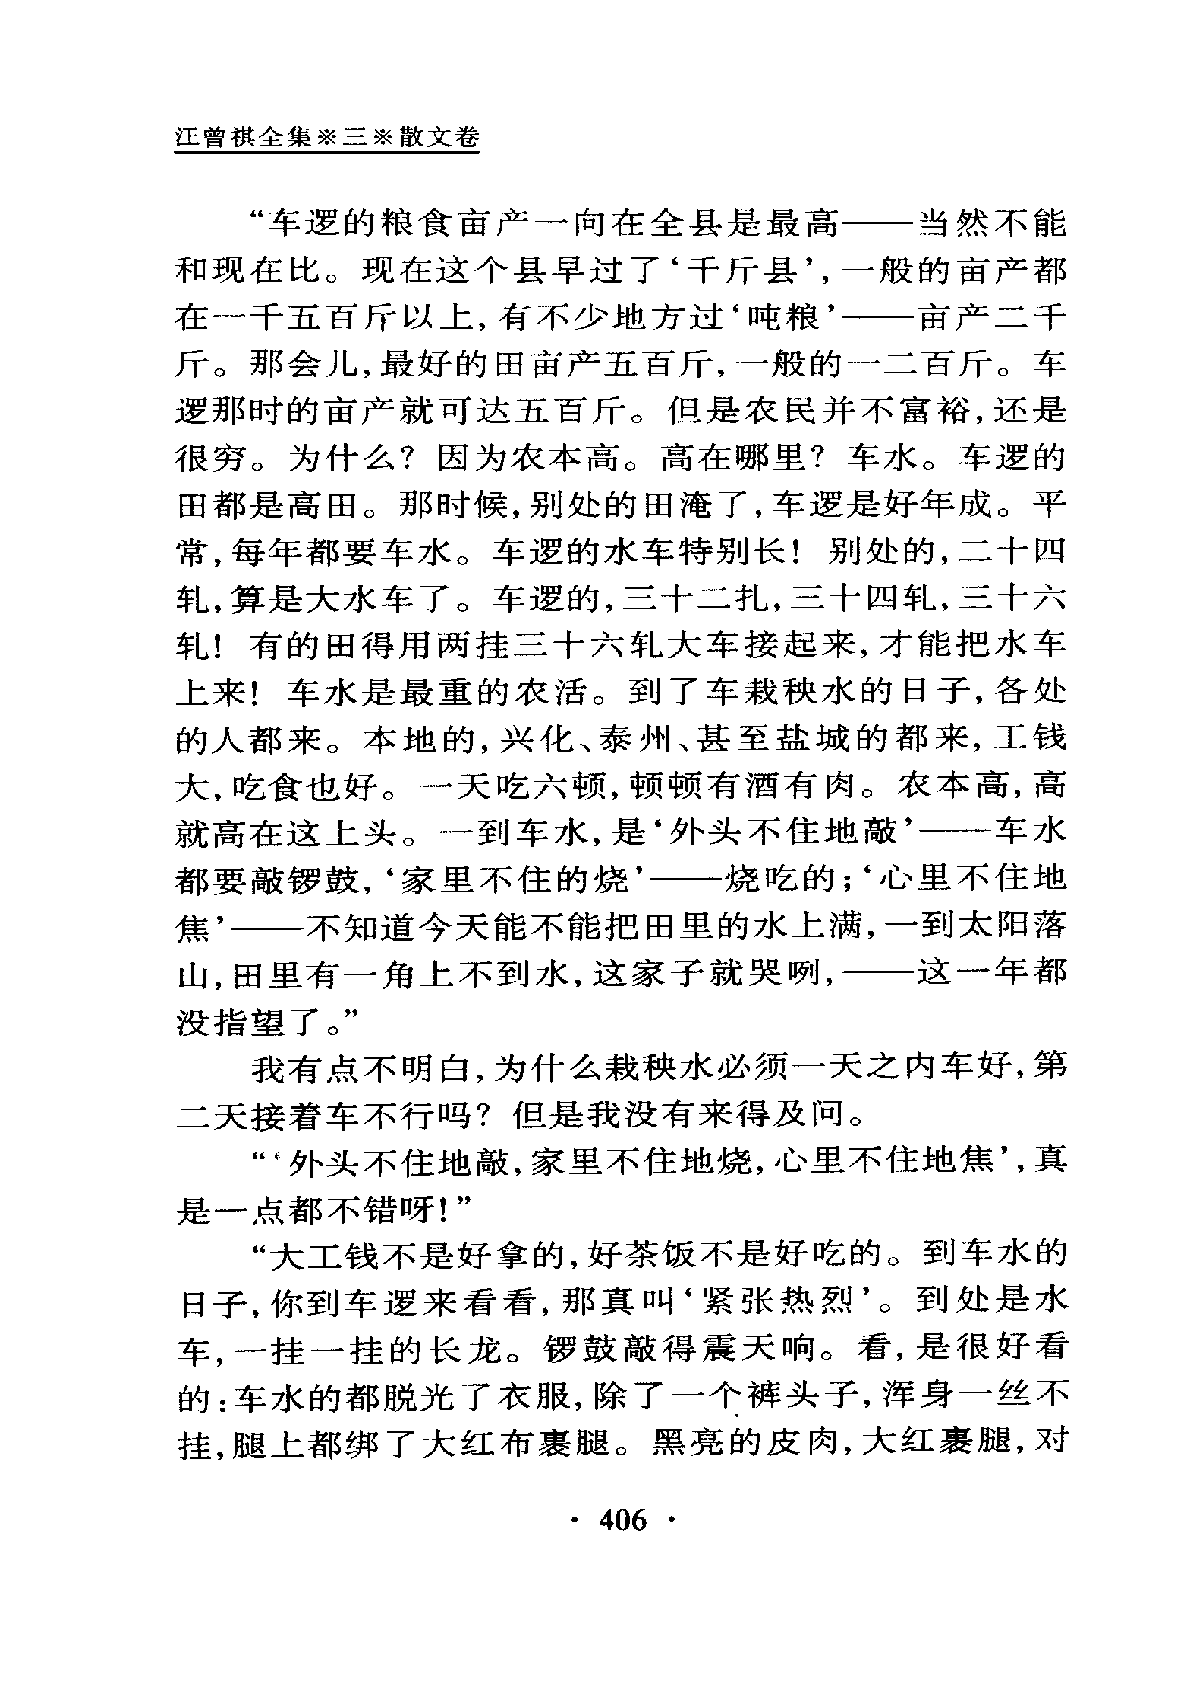 汪曾祺全集※三※散文卷
“车逻的粮食亩产一向在全县是最高——当然不能
和现在比。现在这个县早过了‘千斤县’,一般的亩产都
在一千五百斤以上,有不少地方过‘吨粮’——亩产二千
斤。那会儿,最好的田亩产五百斤,一般的一二百斤。车
逻那时的亩产就可达五百斤。但是农民并不富裕,还是
很穷。为什么?因为农本高。高在哪里?车水。车逻的
田都是高田。那时候,别处的田淹了,车逻是好年成。平
常,每年都要车水。车逻的水车特别长!别处的,二十四
轧,算是大水车了。车逻的,三十二扎,三十四轧,三十六
轧!有的田得用两挂三十六轧大车接起来,才能把水车
上来!车水是最重的农活。到了车栽秧水的日子,各处
的人都来。本地的,兴化、泰州、甚至盐城的都来,工钱
大,吃食也好。一天吃六顿,顿顿有酒有肉。农本高,高
就高在这上头。一到车水,是‘外头不住地敲’——车水
都要敲锣鼓,‘家里不住的烧’——烧吃的;‘心里不住地
焦’——不知道今天能不能把田里的水上满,一到太阳落
山,田里有一角上不到水,这家子就哭咧,——这一年都
没指望了。”
我有点不明白,为什么栽秧水必须一天之内车好,第
二天接着车不行吗?但是我没有来得及问。
“‘外头不住地敲,家里不住地烧,心里不住地焦’,真
是一点都不错呀!”
“大工钱不是好拿的,好茶饭不是好吃的。到车水的
日子,你到车逻来看看,那真叫‘紧张热烈’。到处是水
车,一挂一挂的长龙。锣鼓敲得震天响。看,是很好看
的:车水的都脱光了衣服,除了一个裤头子,浑身一丝不
挂,腿上都绑了大红布裹腿。黑亮的皮肉,大红裹腿,对
· 406 ·